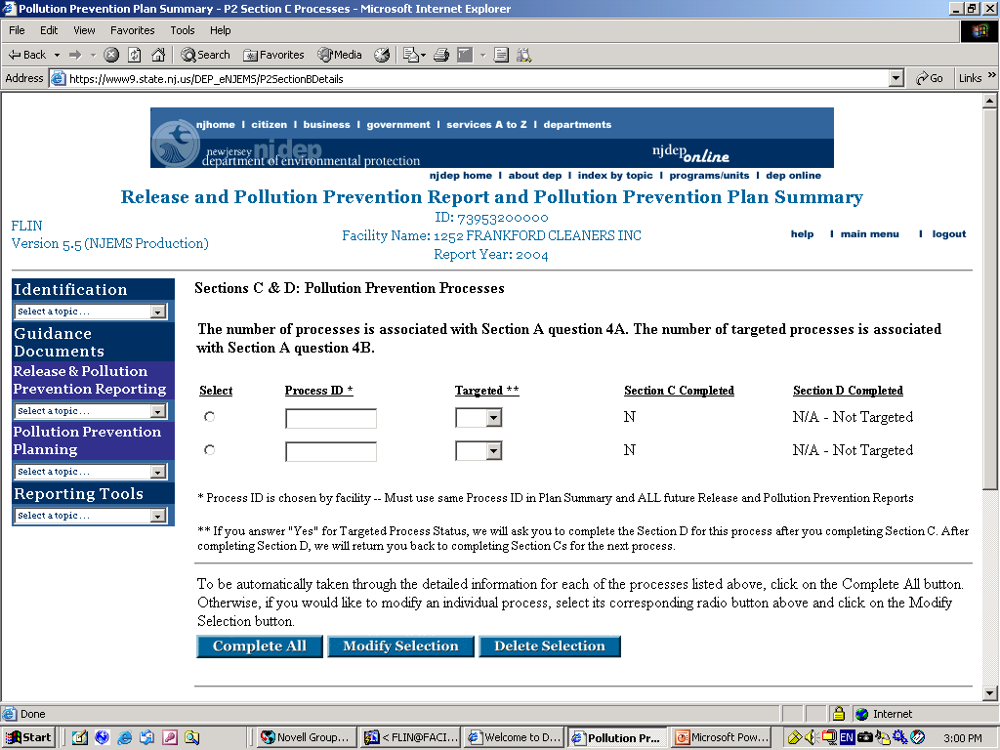 Pollution Prevention Plan Summary - P2 Section C Processes - Microsoft Internet Explorer
File Edit View Favorites Tools Help
Back Search Favorites Media
Address https://www9.state.nj.us/DEP_eNJEMS/P2SectionBDetails Go Links »
njhome I citizen I business I government I services A to Z I departments
newjersey njdep
department of environmental protection
njdep online
njdep home I about dep I index by topic I programs/units I dep online
Release and Pollution Prevention Report and Pollution Prevention Plan Summary
ID: 73953200000
FLIN
Facility Name: 1252 FRANKFORD CLEANERS INC
help I main menu I logout
Version 5.5 (NJEMS Production)
Report Year: 2004
Identification
Select a topic...
Guidance
Documents
Release & Pollution
Prevention Reporting
Select a topic...
Pollution Prevention
Planning
Select a topic...
Reporting Tools
Select a topic...
Sections C & D: Pollution Prevention Processes
The number of processes is associated with Section A question 4A. The number of targeted processes is associated
with Section A question 4B.
Select Process ID * Targeted ** Section C Completed Section D Completed
N N/A - Not Targeted
N N/A - Not Targeted
* Process ID is chosen by facility -- Must use same Process ID in Plan Summary and ALL future Release and Pollution Prevention Reports
** If you answer "Yes" for Targeted Process Status, we will ask you to complete the Section D for this process after you completing Section C. After
completing Section D, we will return you back to completing Section Cs for the next process.
To be automatically taken through the detailed information for each of the processes listed above, click on the Complete All button.
Otherwise, if you would like to modify an individual process, select its corresponding radio button above and click on the Modify
Selection button.
Complete All Modify Selection Delete Selection
Done Internet
Start Novell Group... < FLIN@FACI... Welcome to D... Pollution Pr... Microsoft Pow... EN 3:00 PM